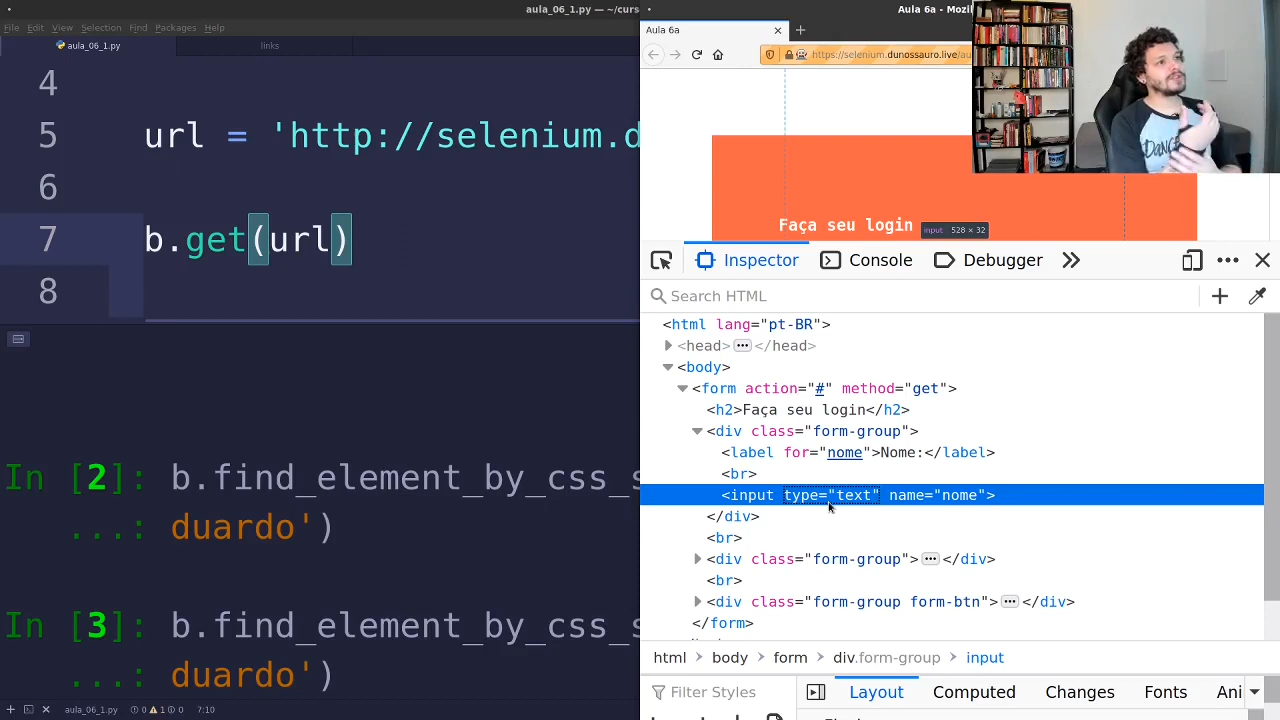 aula_06_1.py — ~/curs
File Edit View Selection Find Packages Help
aula_06_1.py
links
4
5 url = 'http://selenium.d
6
7 b.get(url)
8
In [2]: b.find_element_by_css_s
...: duardo')
In [3]: b.find_element_by_css_s
...: duardo')
aula_06_1.py 0 1 0 7:10
Aula 6a - Mozil
Aula 6a
https://selenium.dunossauro.live/au
DANCE
Faça seu login
input 528 × 32
Inspector Console Debugger
Search HTML
<html lang="pt-BR">
<head> ••• </head>
<body>
<form action="#" method="get">
<h2>Faça seu login</h2>
<div class="form-group">
<label for="nome">Nome:</label>
<br>
<input type="text" name="nome">
</div>
<br>
<div class="form-group"> ••• </div>
<br>
<div class="form-group form-btn"> ••• </div>
</form>
html body form div.form-group input
Filter Styles
Layout Computed Changes Fonts Ani